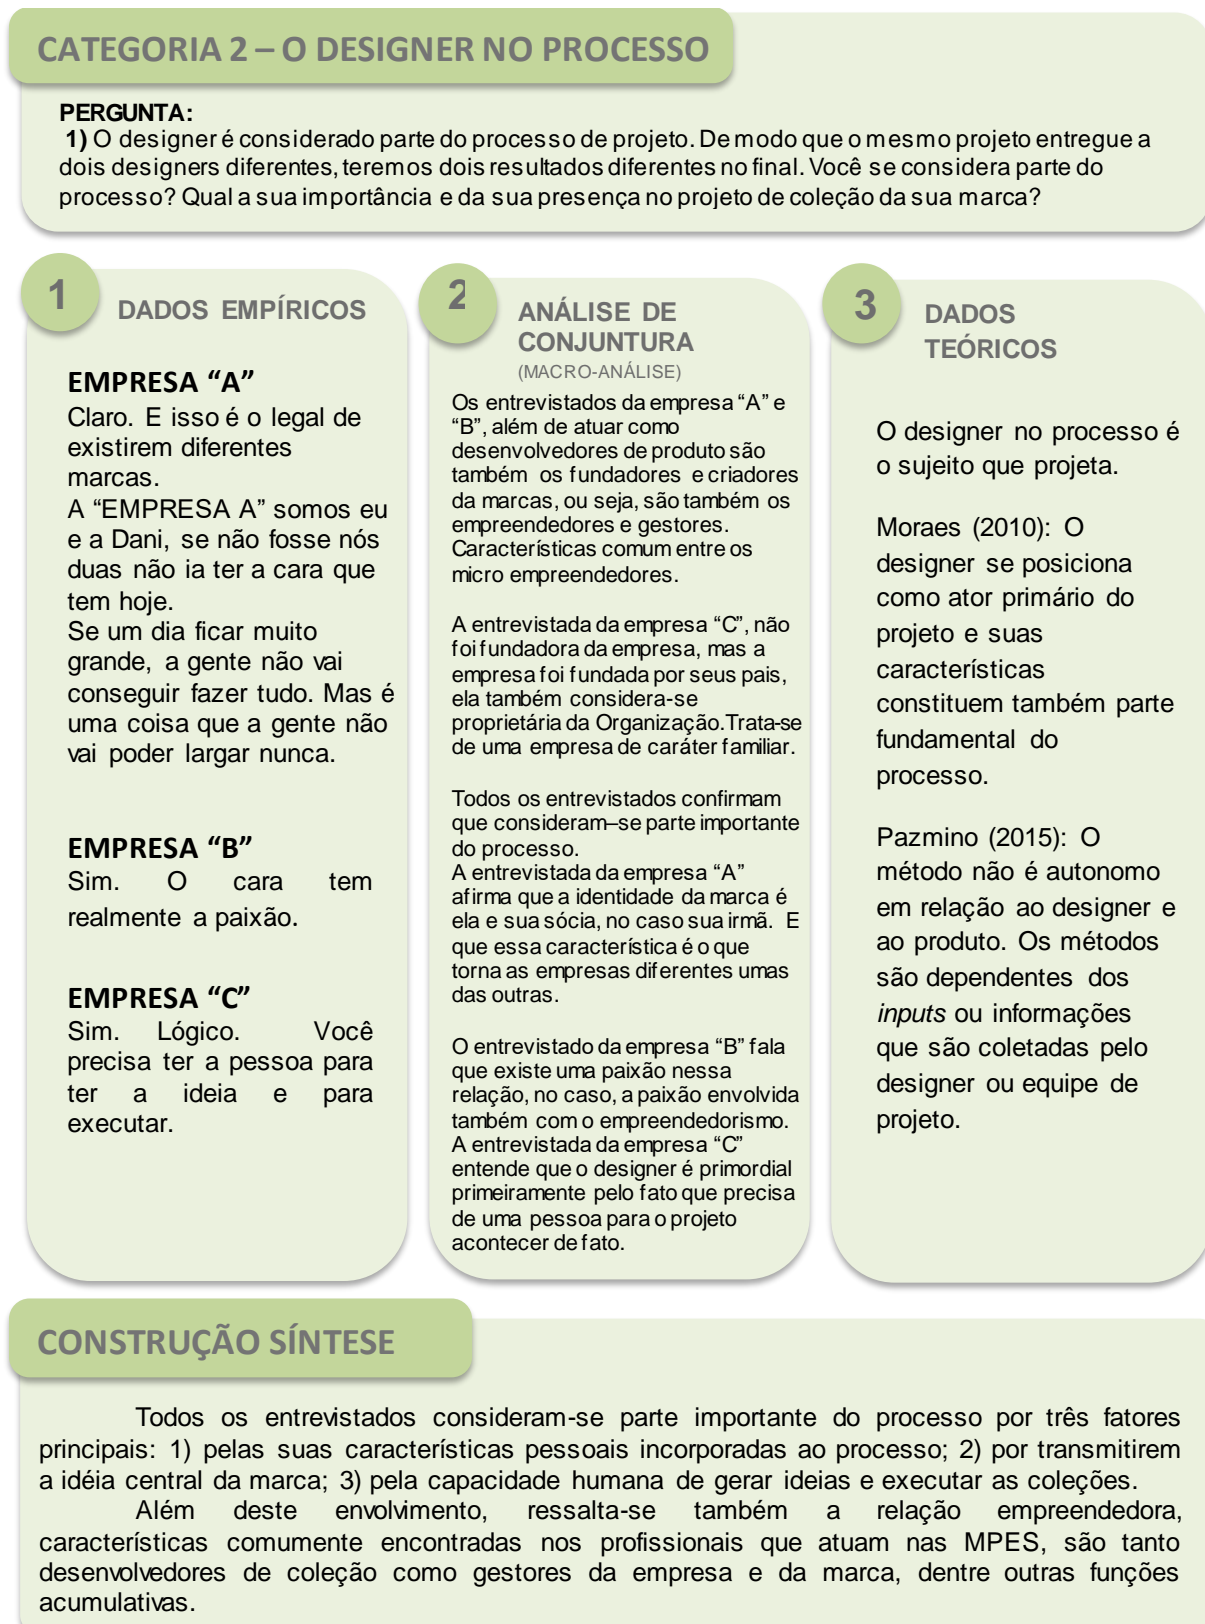 CATEGORIA 2 – O DESIGNER NO PROCESSO
PERGUNTA:
1) O designer é considerado parte do processo de projeto. De modo que o mesmo projeto entregue a
dois designers diferentes, teremos dois resultados diferentes no final. Você se considera parte do
processo? Qual a sua importância e da sua presença no projeto de coleção da sua marca?
1
DADOS EMPÍRICOS
EMPRESA “A”
Claro. E isso é o legal de
existirem diferentes
marcas.
A “EMPRESA A” somos eu
e a Dani, se não fosse nós
duas não ia ter a cara que
tem hoje.
Se um dia ficar muito
grande, a gente não vai
conseguir fazer tudo. Mas é
uma coisa que a gente não
vai poder largar nunca.
EMPRESA “B”
Sim. O cara tem
realmente a paixão.
EMPRESA “C”
Sim. Lógico. Você
precisa ter a pessoa para
ter a ideia e para
executar.
2
ANÁLISE DE
CONJUNTURA
(MACRO-ANÁLISE)
Os entrevistados da empresa “A” e
“B”, além de atuar como
desenvolvedores de produto são
também os fundadores e criadores
da marcas, ou seja, são também os
empreendedores e gestores.
Características comum entre os
micro empreendedores.
A entrevistada da empresa “C”, não
foi fundadora da empresa, mas a
empresa foi fundada por seus pais,
ela também considera-se
proprietária da Organização.Trata-se
de uma empresa de caráter familiar.
Todos os entrevistados confirmam
que consideram–se parte importante
do processo.
A entrevistada da empresa “A”
afirma que a identidade da marca é
ela e sua sócia, no caso sua irmã. E
que essa característica é o que
torna as empresas diferentes umas
das outras.
O entrevistado da empresa “B” fala
que existe uma paixão nessa
relação, no caso, a paixão envolvida
também com o empreendedorismo.
A entrevistada da empresa “C”
entende que o designer é primordial
primeiramente pelo fato que precisa
de uma pessoa para o projeto
acontecer de fato.
3
DADOS
TEÓRICOS
O designer no processo é
o sujeito que projeta.
Moraes (2010): O
designer se posiciona
como ator primário do
projeto e suas
características
constituem também parte
fundamental do
processo.
Pazmino (2015): O
método não é autonomo
em relação ao designer e
ao produto. Os métodos
são dependentes dos
inputs ou informações
que são coletadas pelo
designer ou equipe de
projeto.
CONSTRUÇÃO SÍNTESE
Todos os entrevistados consideram-se parte importante do processo por três fatores
principais: 1) pelas suas características pessoais incorporadas ao processo; 2) por transmitirem
a idéia central da marca; 3) pela capacidade humana de gerar ideias e executar as coleções.
Além deste envolvimento, ressalta-se também a relação empreendedora,
características comumente encontradas nos profissionais que atuam nas MPES, são tanto
desenvolvedores de coleção como gestores da empresa e da marca, dentre outras funções
acumulativas.